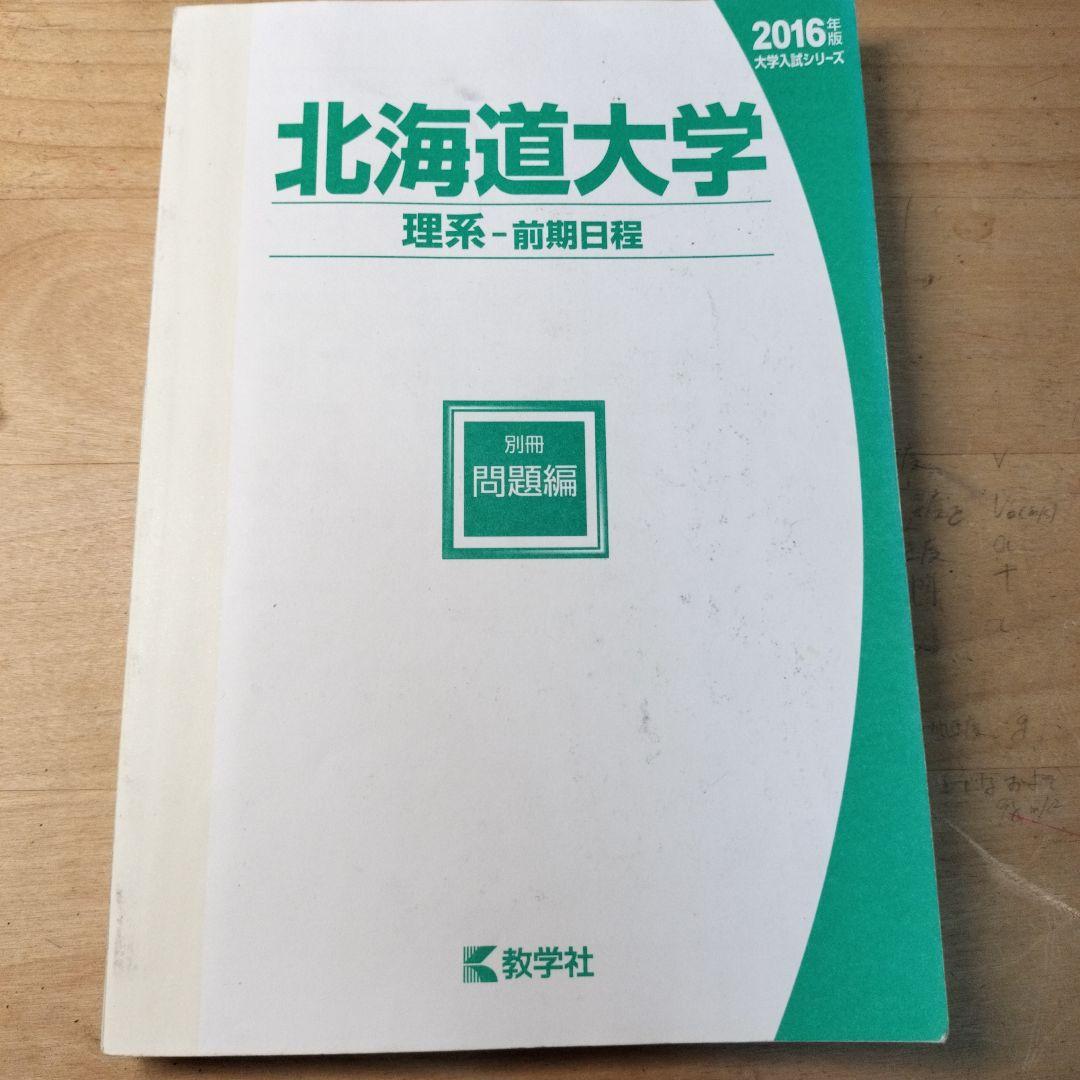 2016年版
大学入試シリーズ
北海道大学
理系-前期日程
別冊
問題編
教学社
V
g